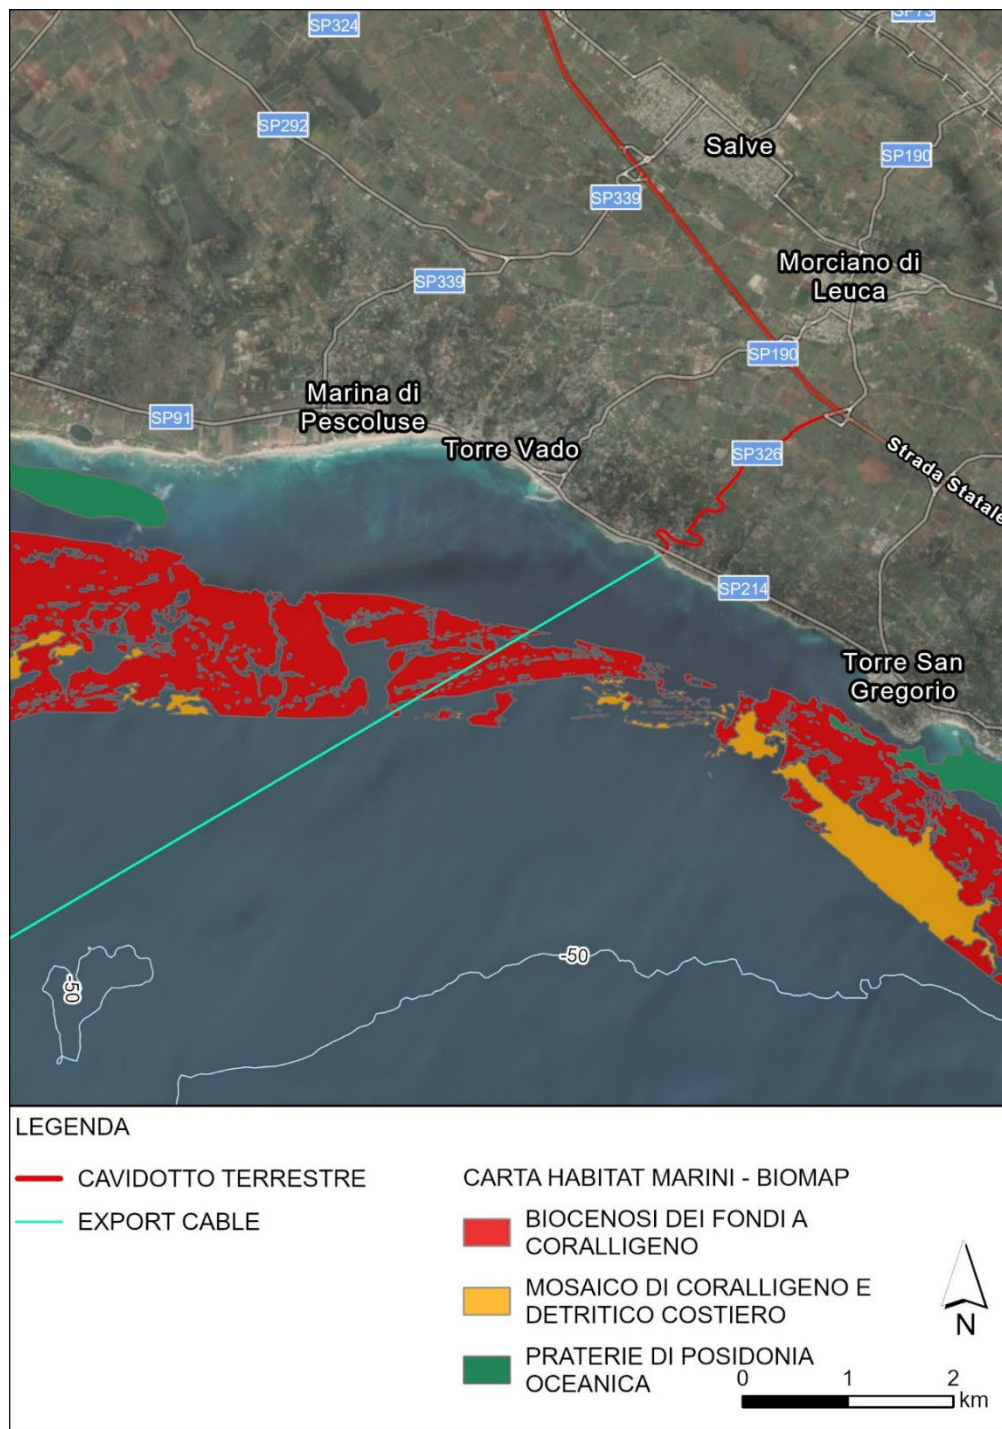 SP324
SP73
SP292
Salve
SP190
SP339
Morciano di
Leuca
SP339
SP190
Marina di
Pescoluse
SP91
Torre Vado
SP326
Strada Statale
SP214
Torre San
Gregorio
-50
-50
LEGENDA
CAVIDOTTO TERRESTRE
EXPORT CABLE
CARTA HABITAT MARINI - BIOMAP
BIOCENOSI DEI FONDI A
CORALLIGENO
MOSAICO DI CORALLIGENO E
DETRITICO COSTIERO
PRATERIE DI POSIDONIA
OCEANICA
N
0 1 2
km